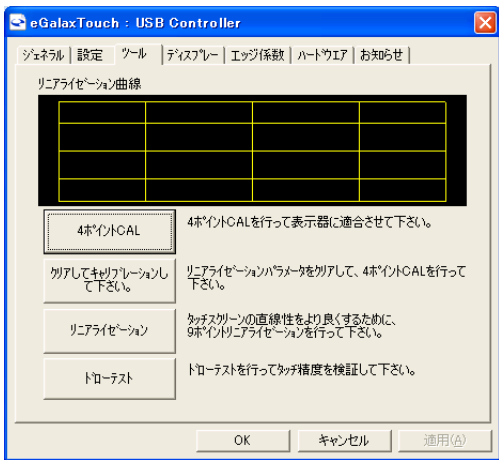 eGalaxTouch : USB Controller
ジェネラル 設定 ツール ディスプレー エッジ係数 ハードウエア お知らせ
リニアライゼーション曲線
4ポイントCAL
4ポイントCALを行って表示器に適合させて下さい。
クリアしてキャリブレーションし
て下さい。
リニアライゼーションパラメータをクリアして、4ポイントCALを行って
下さい。
リニアライゼーション
タッチスクリーンの直線性をより良くするために、
9ポイントリニアライゼーションを行って下さい。
ドローテスト
ドローテストを行ってタッチ精度を検証して下さい。
OK キャンセル 適用(A)